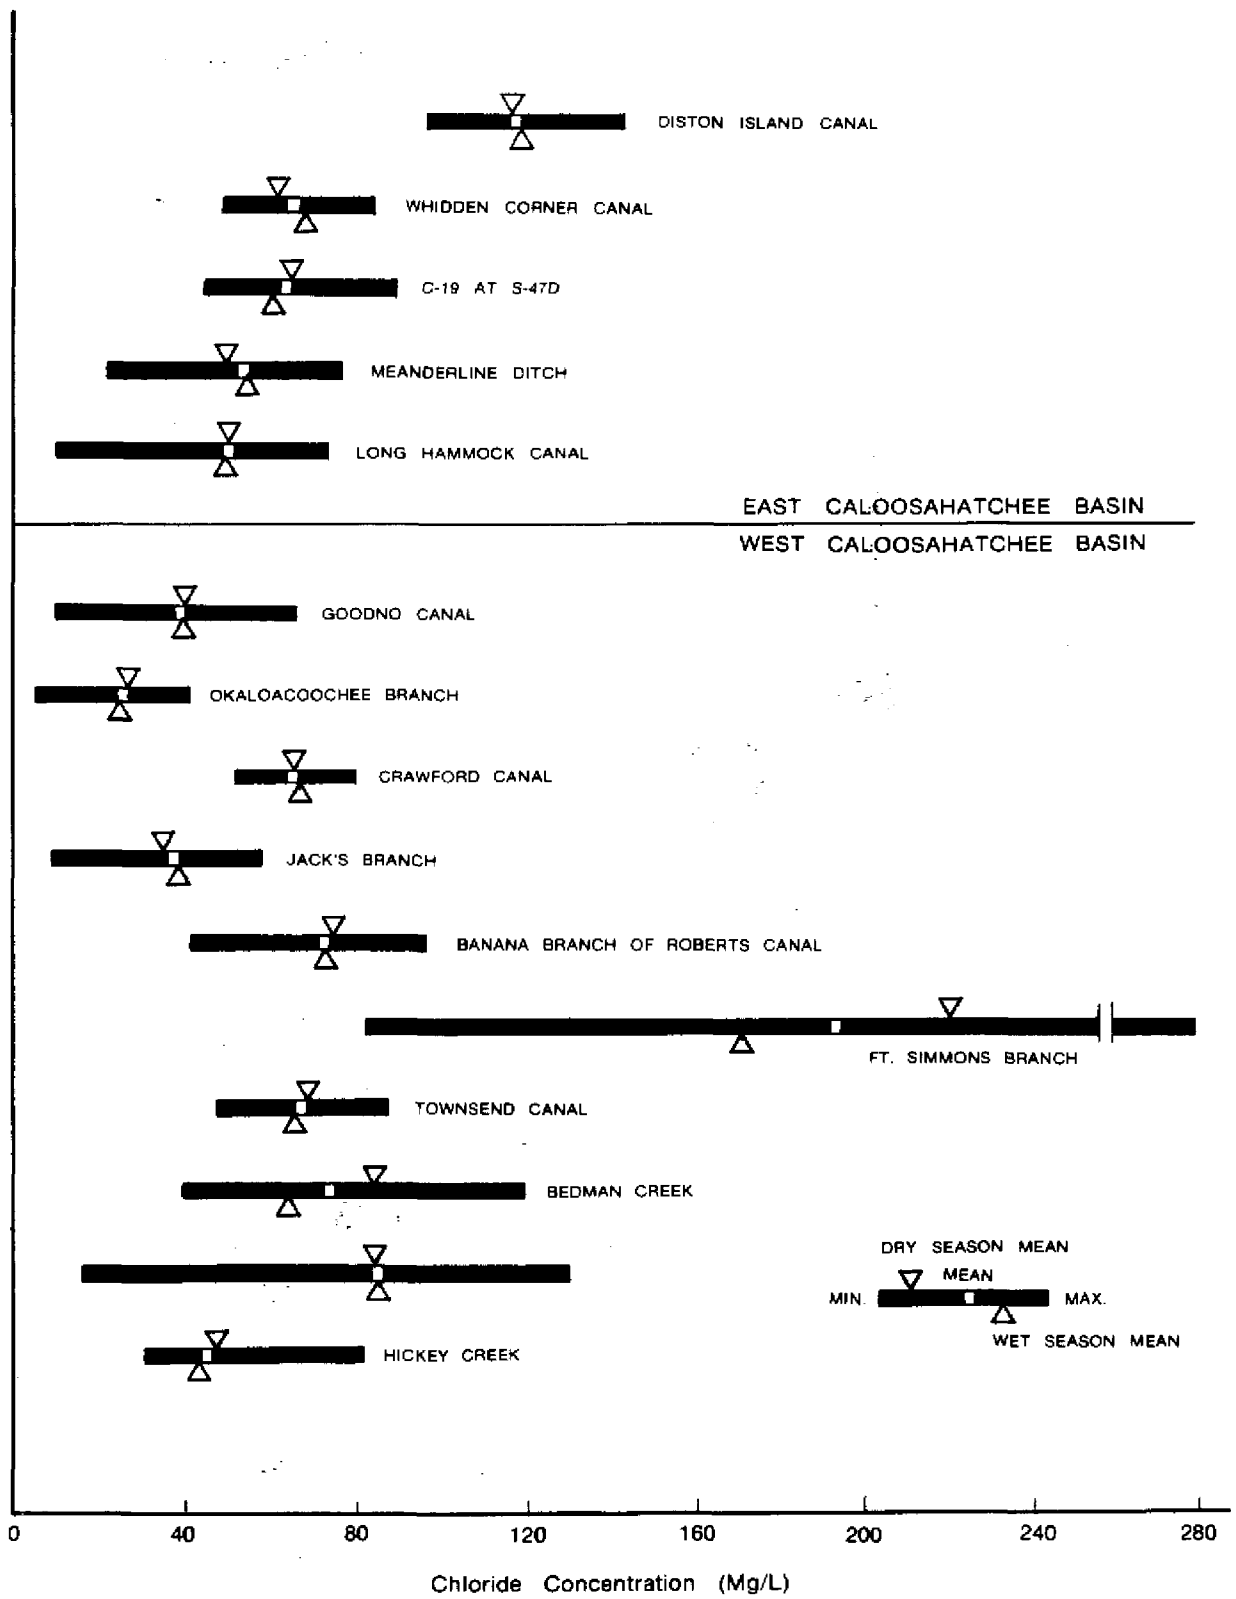 DISTON ISLAND CANAL
WHIDDEN CORNER CANAL
C-19 AT S-47D
MEANDERLINE DITCH
LONG HAMMOCK CANAL
EAST CALOOSAHATCHEE BASIN
WEST CALOOSAHATCHEE BASIN
GOODNO CANAL
OKALOACOOCHEE BRANCH
CRAWFORD CANAL
JACK'S BRANCH
BANANA BRANCH OF ROBERTS CANAL
FT. SIMMONS BRANCH
TOWNSEND CANAL
BEDMAN CREEK
DRY SEASON MEAN
MEAN
MIN. MAX.
WET SEASON MEAN
HICKEY CREEK
0 40 80 120 160 200 240 280
Chloride Concentration (Mg/L)